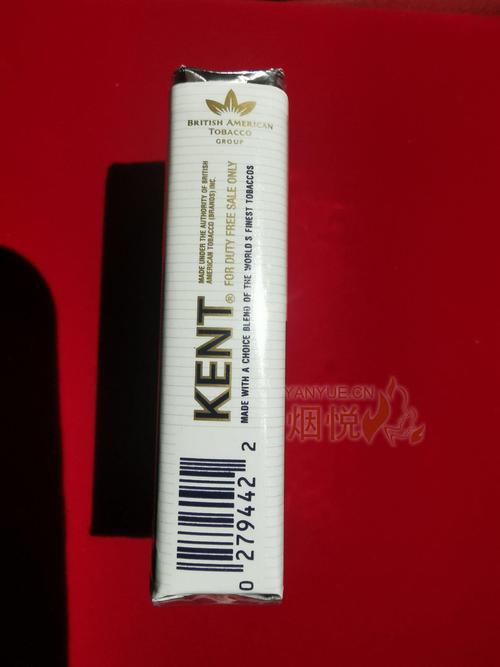 BRITISH AMERICAN
TOBACCO
GROUP
MADE UNDER THE AUTHORITY OF BRITISH
AMERICAN TOBACCO (BRANDS) INC.
KENT® FOR DUTY FREE SALE ONLY
MADE WITH A CHOICE BLEND OF THE WORLD'S FINEST TOBACCOS
0 279442 2
YANYUE.CN
烟悦